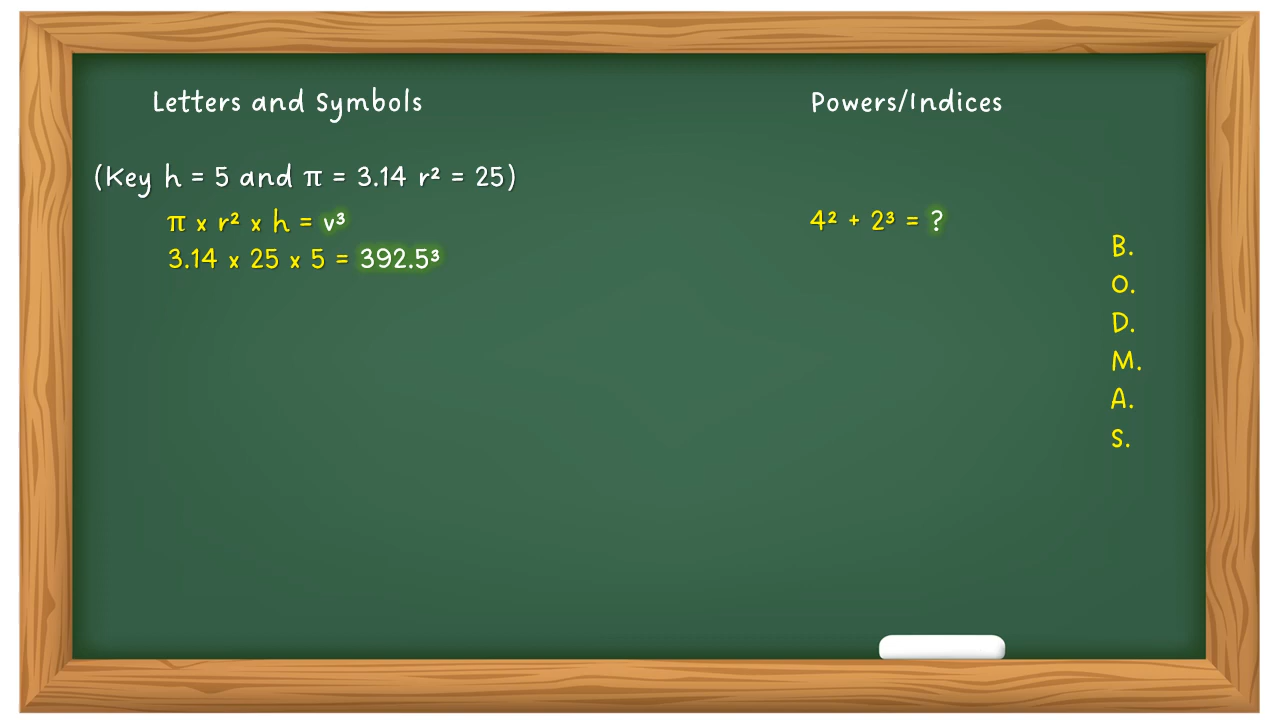 Letters and Symbols
(Key h = 5 and π = 3.14 r² = 25)
π x r² x h = v³
3.14 x 25 x 5 = 392.5³
Powers/Indices
4² + 2³ = ?
B.
O.
D.
M.
A.
S.